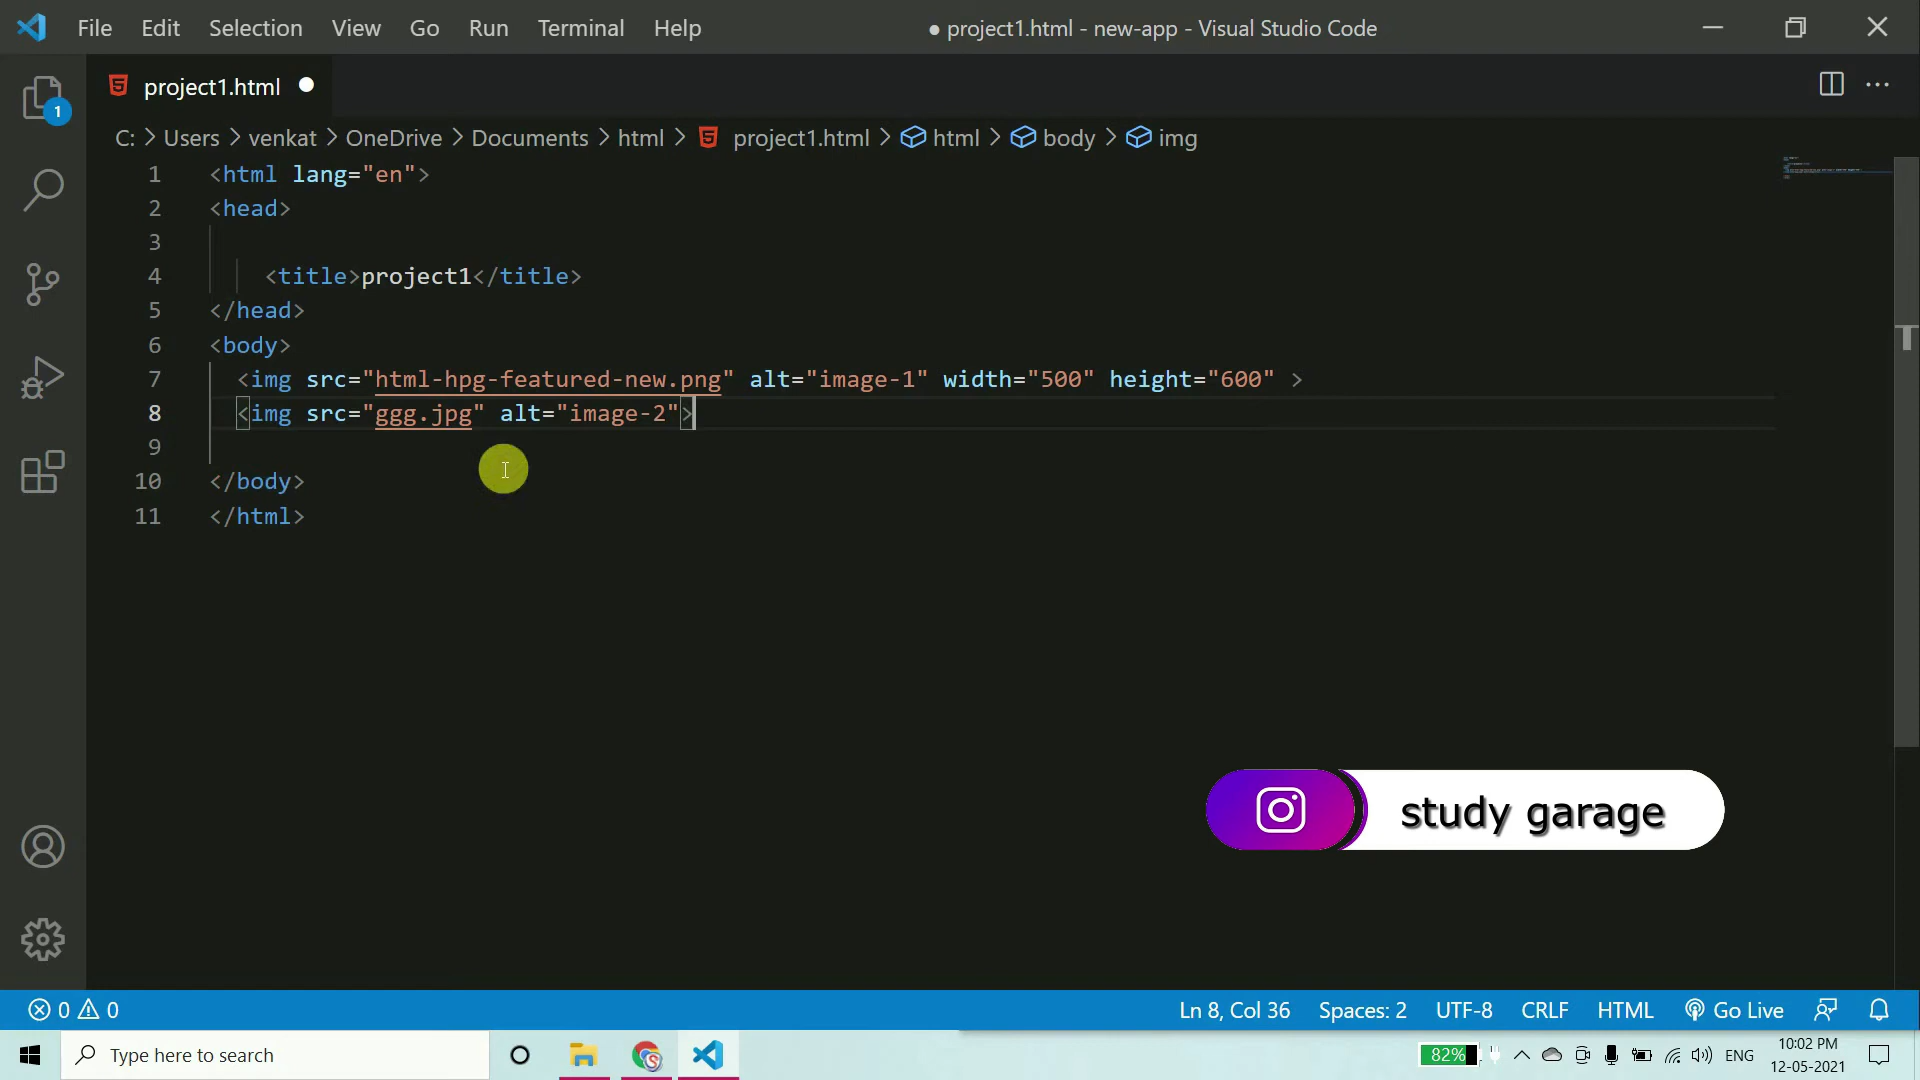 File Edit Selection View Go Run Terminal Help
● project1.html - new-app - Visual Studio Code
project1.html
1
C: > Users > venkat > OneDrive > Documents > html > project1.html > html > body > img
1 <html lang="en">
2 <head>
3
4 <title>project1</title>
5 </head>
6 <body>
7 <img src="html-hpg-featured-new.png" alt="image-1" width="500" height="600" >
8 <img src="ggg.jpg" alt="image-2">
9
10 </body>
11 </html>
study garage
0 0 Ln 8, Col 36 Spaces: 2 UTF-8 CRLF HTML Go Live
Type here to search
82% ENG
10:02 PM
12-05-2021